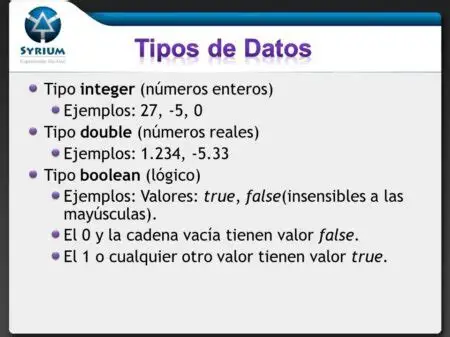 SYRIUM
Tipos de Datos
Tipo integer (números enteros)
Ejemplos: 27, -5, 0
Tipo double (números reales)
Ejemplos: 1.234, -5.33
Tipo boolean (lógico)
Ejemplos: Valores: true, false(insensibles a las
mayúsculas).
El 0 y la cadena vacía tienen valor false.
El 1 o cualquier otro valor tienen valor true.